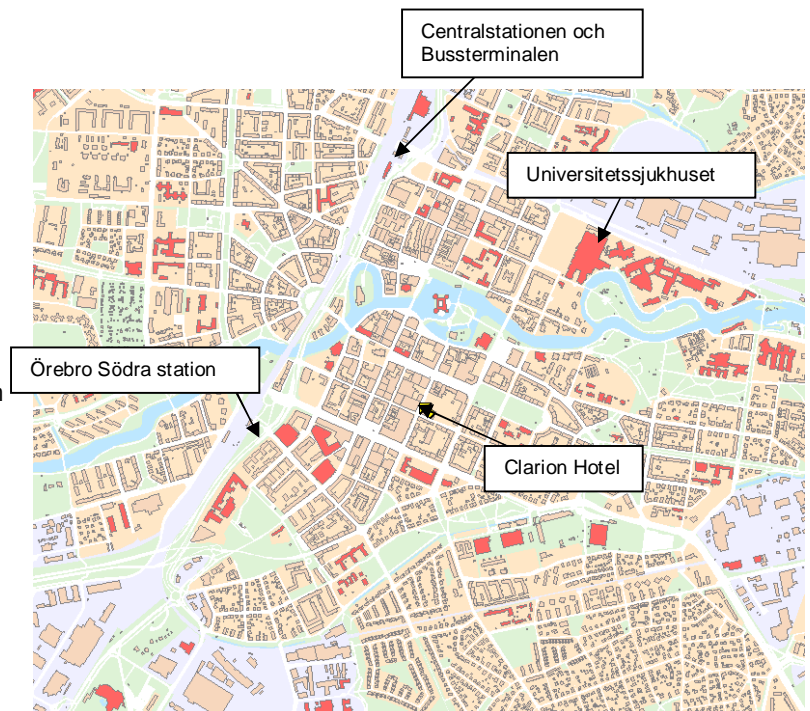 Centralstationen och
Bussterminalen
Universitetssjukhuset
Örebro Södra station
Clarion Hotel